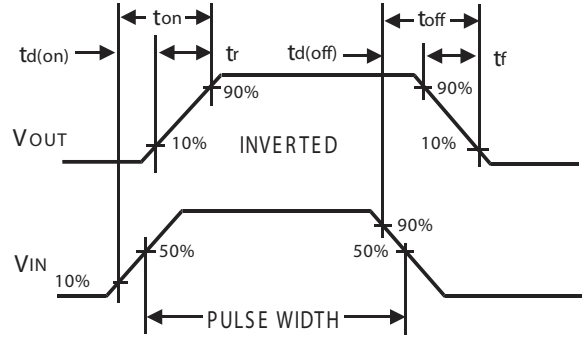 ton
toff
td(on)
tr
td(off)
tf
90%
90%
VOUT
10%
INVERTED
10%
90%
VIN
50%
50%
10%
PULSE WIDTH